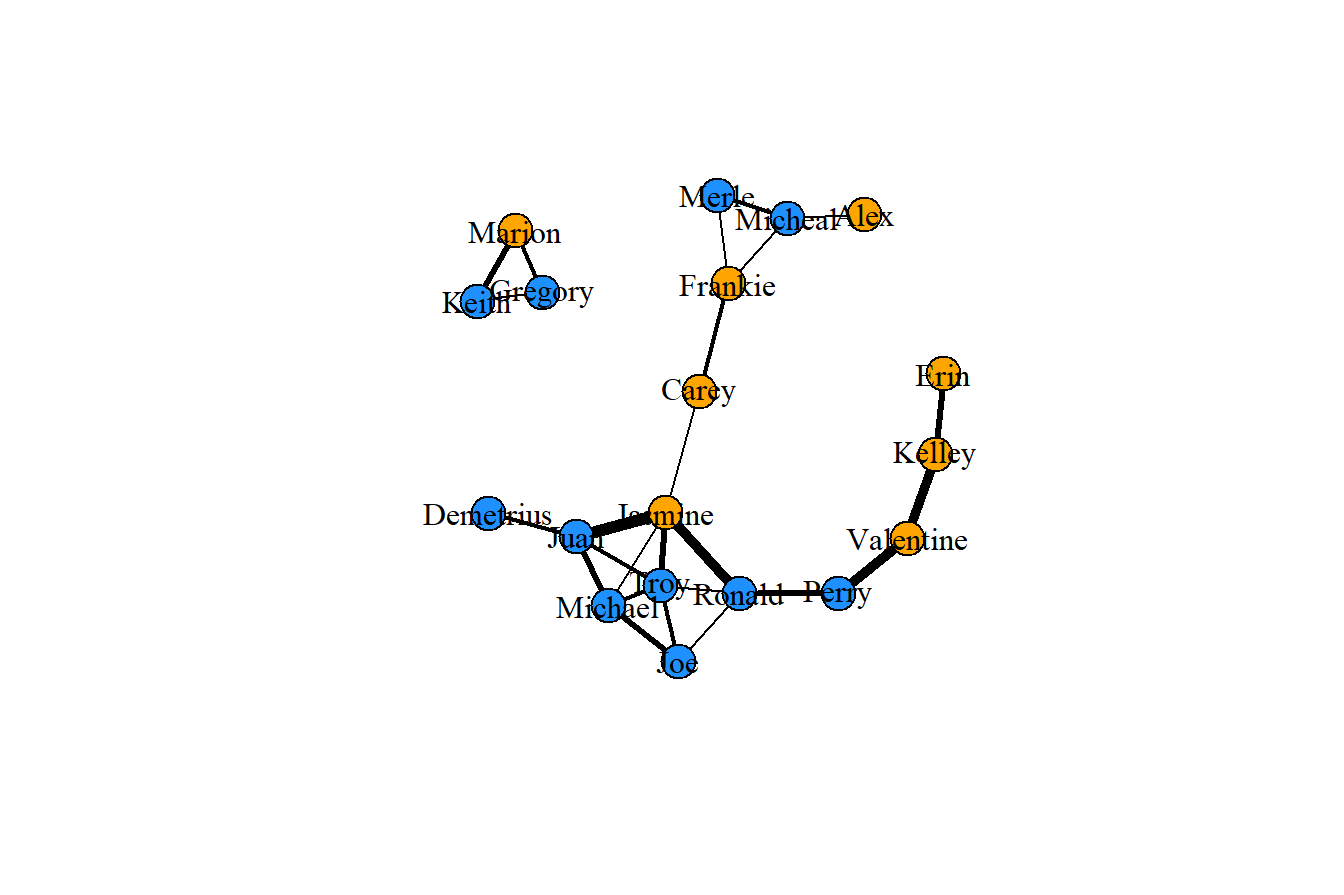 Merle
Micheal
Alex
Marion
Gregory
Keith
Frankie
Carey
Erin
Kelley
Demetrius
Juan
Jasmine
Valentine
Troy
Ronald
Perry
Michael
Joe